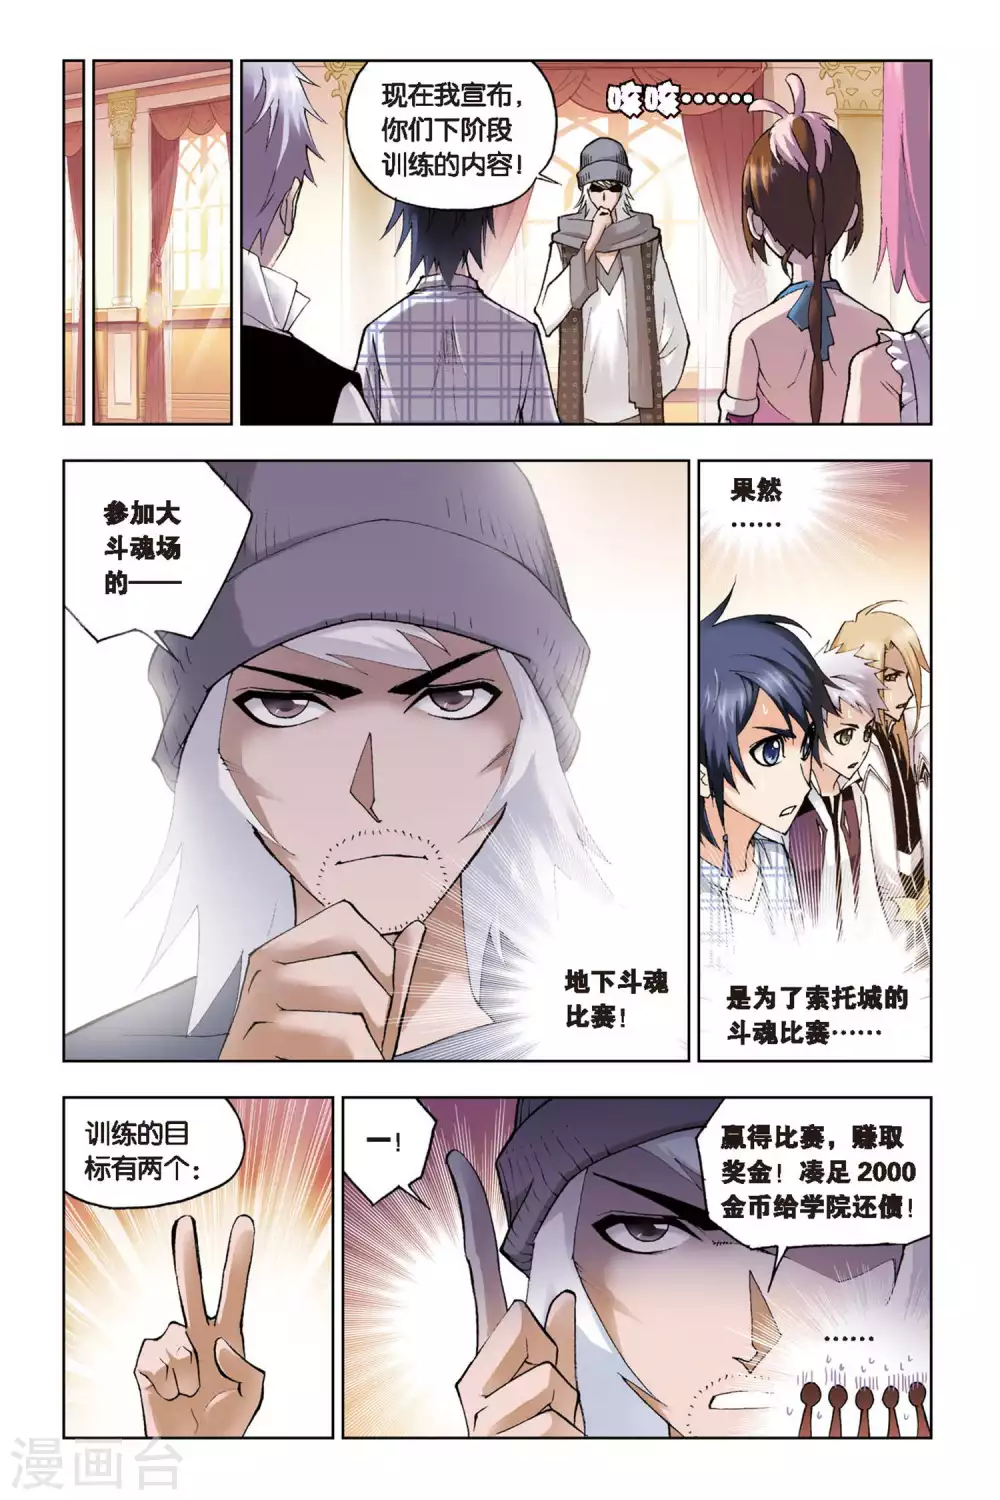 现在我宣布，
你们下阶段
训练的内容！
咳咳……
参加大
斗魂场
的——
地下斗魂
比赛！
果然
……
是为了索托城的
斗魂比赛……
训练的目
标有两个：
一！
赢得比赛，赚取
奖金！凑足2000
金币给学院还债！
……
漫画台